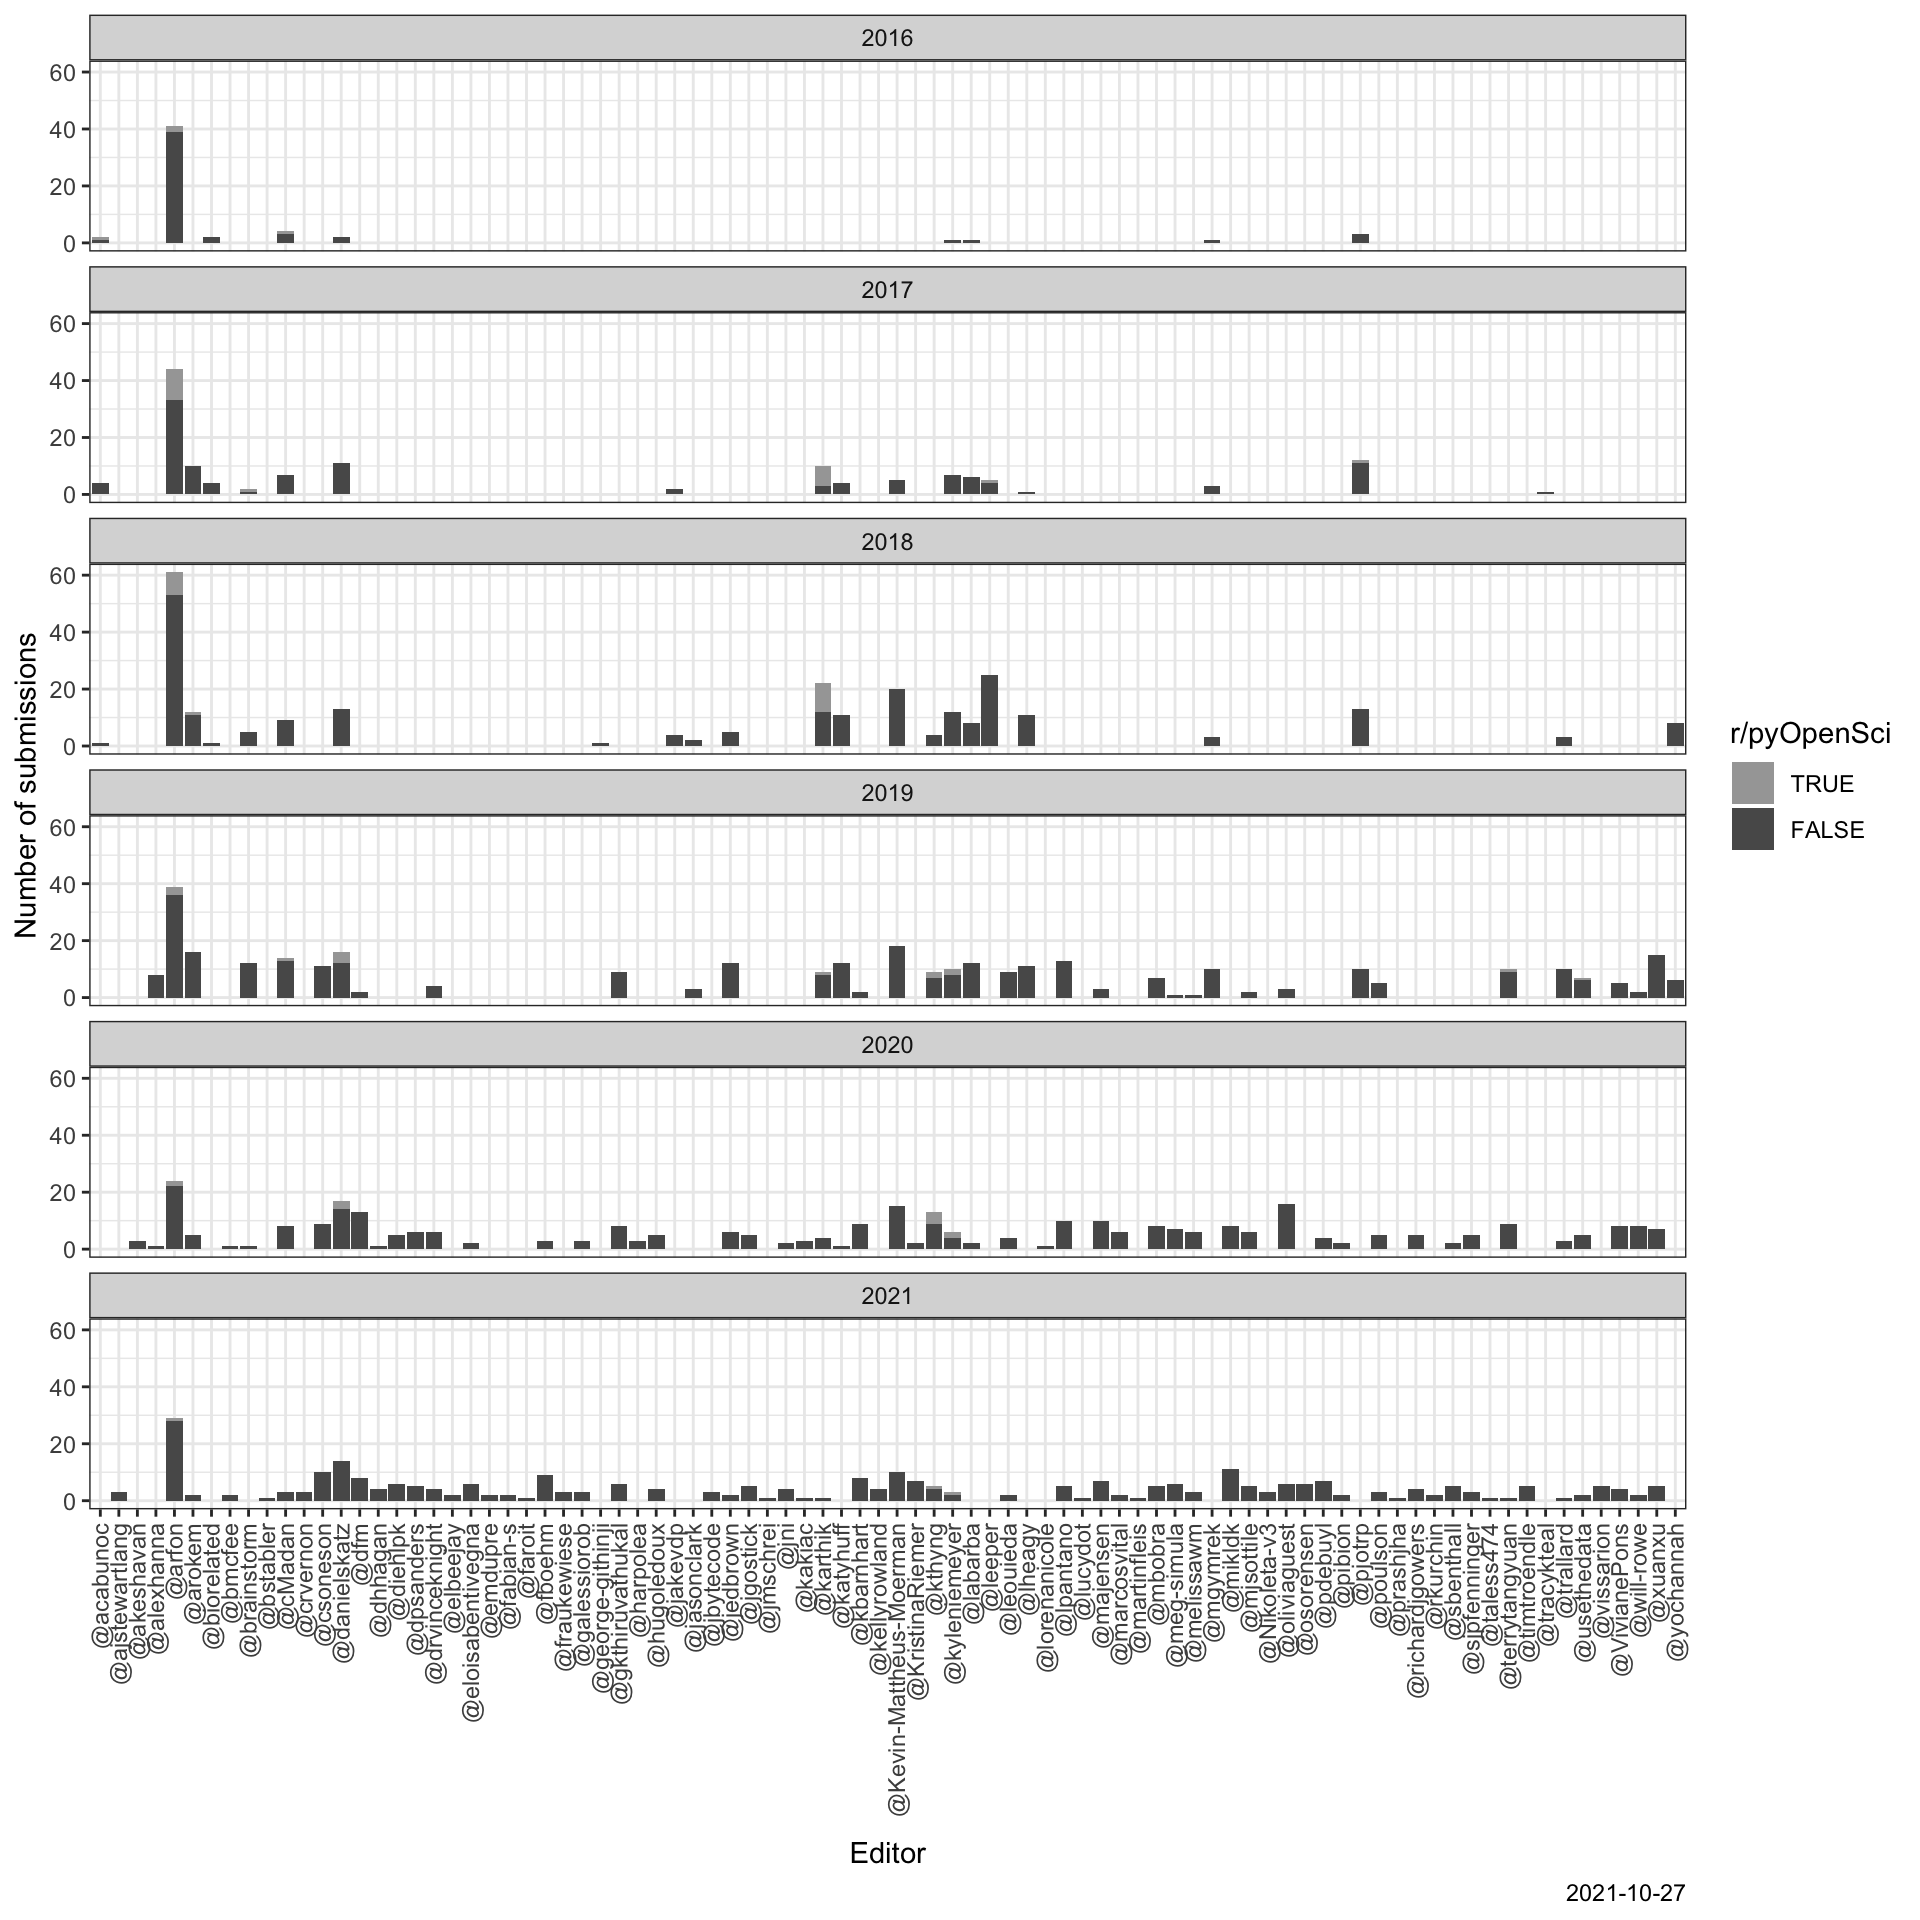 2016
60
40
20
0
2017
60
40
20
0
2018
60
40
20
0
2019
60
40
20
0
2020
60
40
20
0
2021
60
40
20
0
Number of submissions
@acabunoc
@ajstewartlang
@akeshavan
@alexhanna
@arfon
@arokem
@biorelated
@bmcfee
@brainstorm
@bstabler
@cMadan
@crvernon
@csoneson
@danielskatz
@dfm
@dhhagan
@diehlpk
@dpsanders
@drvinceknight
@elbeejay
@eloisabentivegna
@emdupre
@fabian-s
@faroit
@fboehm
@fraukewiese
@galessiorob
@george-githinji
@gkthiruvathukal
@harpolea
@hugoledoux
@jakevdp
@jasonclark
@jbytecode
@jedbrown
@jgostick
@jmschrei
@jni
@kakiac
@karthik
@katyhuff
@kbarnhart
@kellyrowland
@Kevin-Mattheus-Moerman
@KristinaRiemer
@kthyng
@kyleniemeyer
@labarba
@leeper
@leouieda
@lheagy
@lorenanicole
@lpantano
@lucydot
@majensen
@marcosvital
@martinfleis
@mbobra
@meg-simula
@melissawm
@mgymrek
@mikldk
@mjsottile
@Nikoleta-v3
@oliviaguest
@osorensen
@pdebuyl
@pibion
@pjotrp
@poulson
@prashjha
@richardjgowers
@rkurchin
@sbenthall
@sjpfenninger
@taless474
@terrytangyuan
@timtroendle
@tracykteal
@trallard
@usethedata
@vissarion
@VivianePons
@will-rowe
@xuanxu
@yochannah
Editor
r/pyOpenSci
TRUE
FALSE
2021-10-27